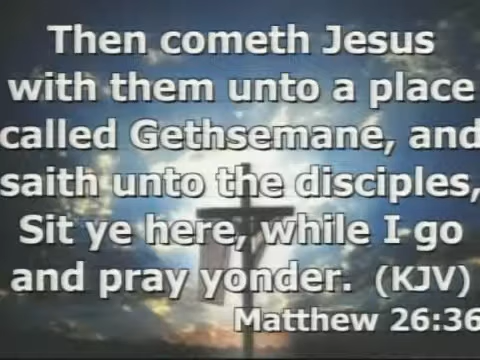 Then cometh Jesus
with them unto a place
called Gethsemane, and
saith unto the disciples,
Sit ye here, while I go
and pray yonder. (KJV)
Matthew 26:36